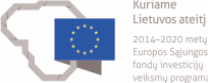 Kuriame
Lietuvos ateitį
2014–2020 metų
Europos Sąjungos
fondų investicijų
veiksmų programa